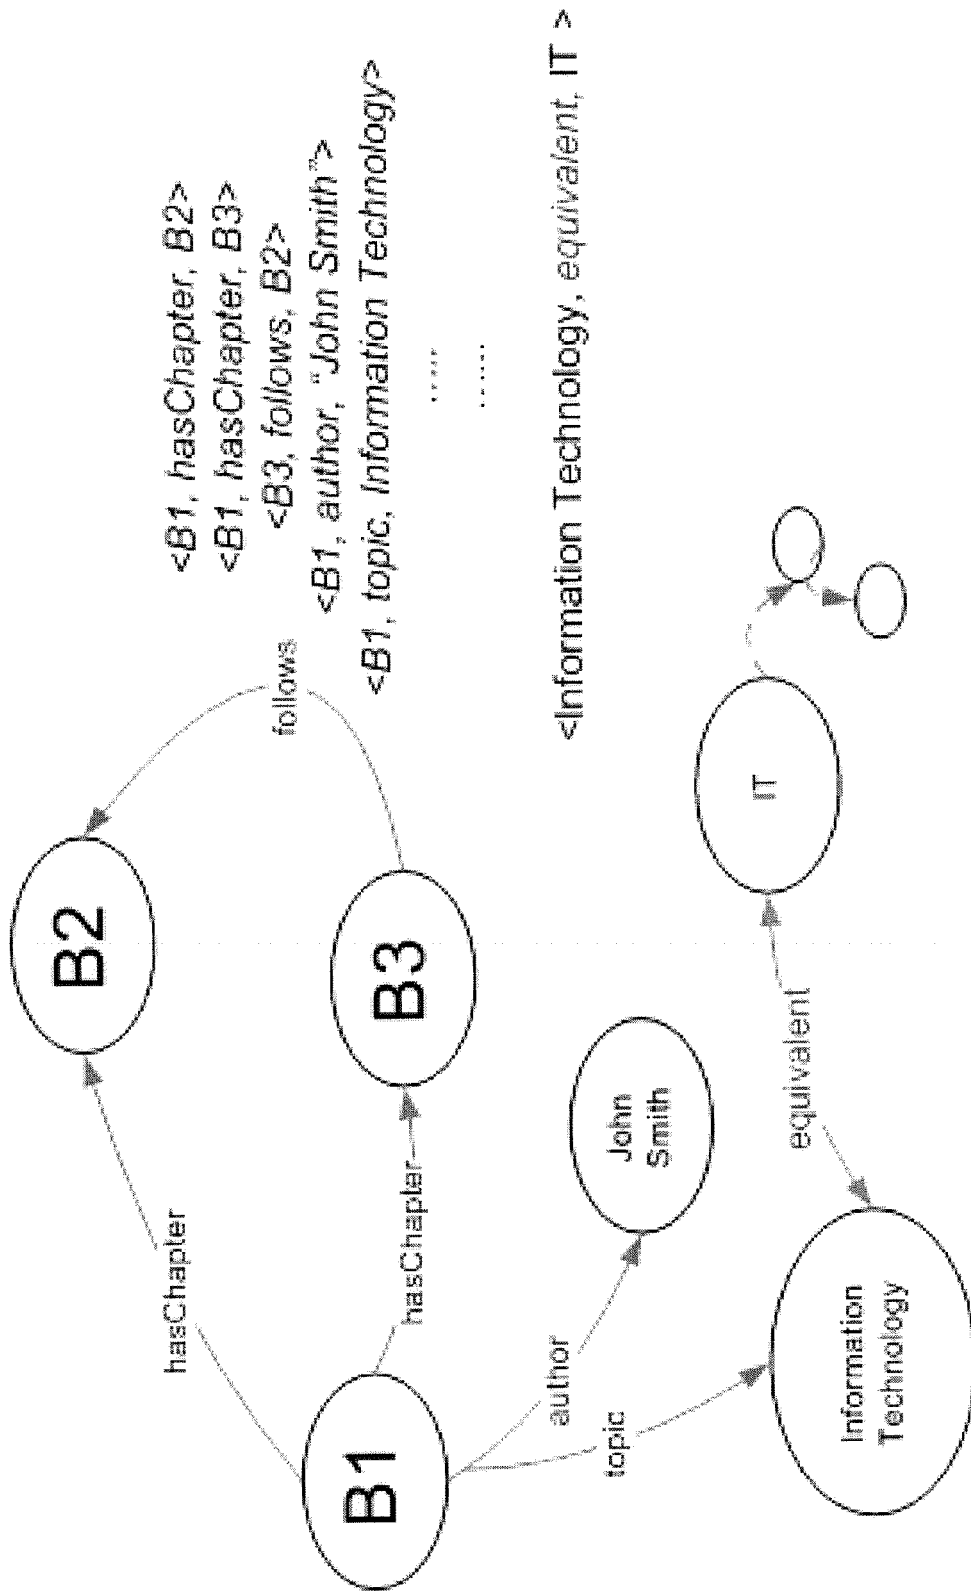 B2
<B1, hasChapter, B2>
<B1, hasChapter, B3>
<B3, follows, B2>
<B1, author, “John Smith”>
<B1, topic, Information Technology>
.....
......
<Information Technology, equivalent, IT >
hasChapter
follows
B1
hasChapter
B3
author
John
Smith
topic
Information
Technology
equivalent
IT